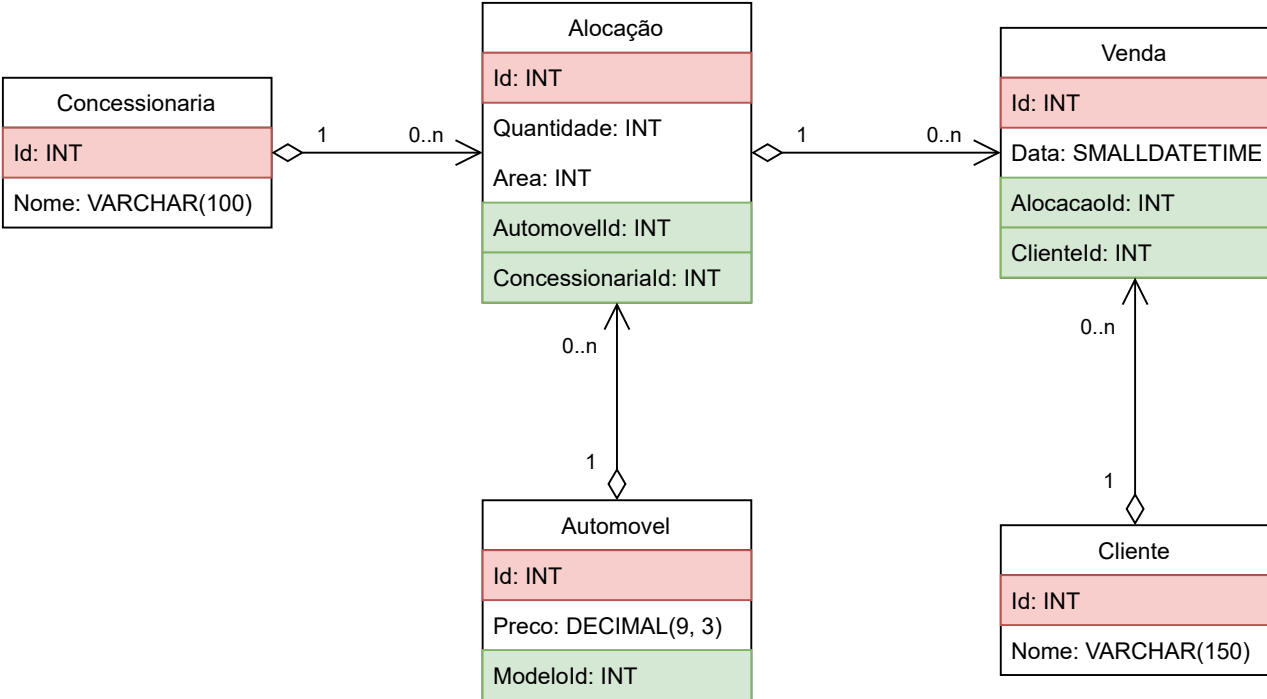 Concessionaria
Id: INT
Nome: VARCHAR(100)
1
0..n
Alocação
Id: INT
Quantidade: INT
Area: INT
AutomovelId: INT
ConcessionariaId: INT
1
0..n
Venda
Id: INT
Data: SMALLDATETIME
AlocacaoId: INT
ClienteId: INT
0..n
1
Automovel
Id: INT
Preco: DECIMAL(9, 3)
ModeloId: INT
0..n
1
Cliente
Id: INT
Nome: VARCHAR(150)